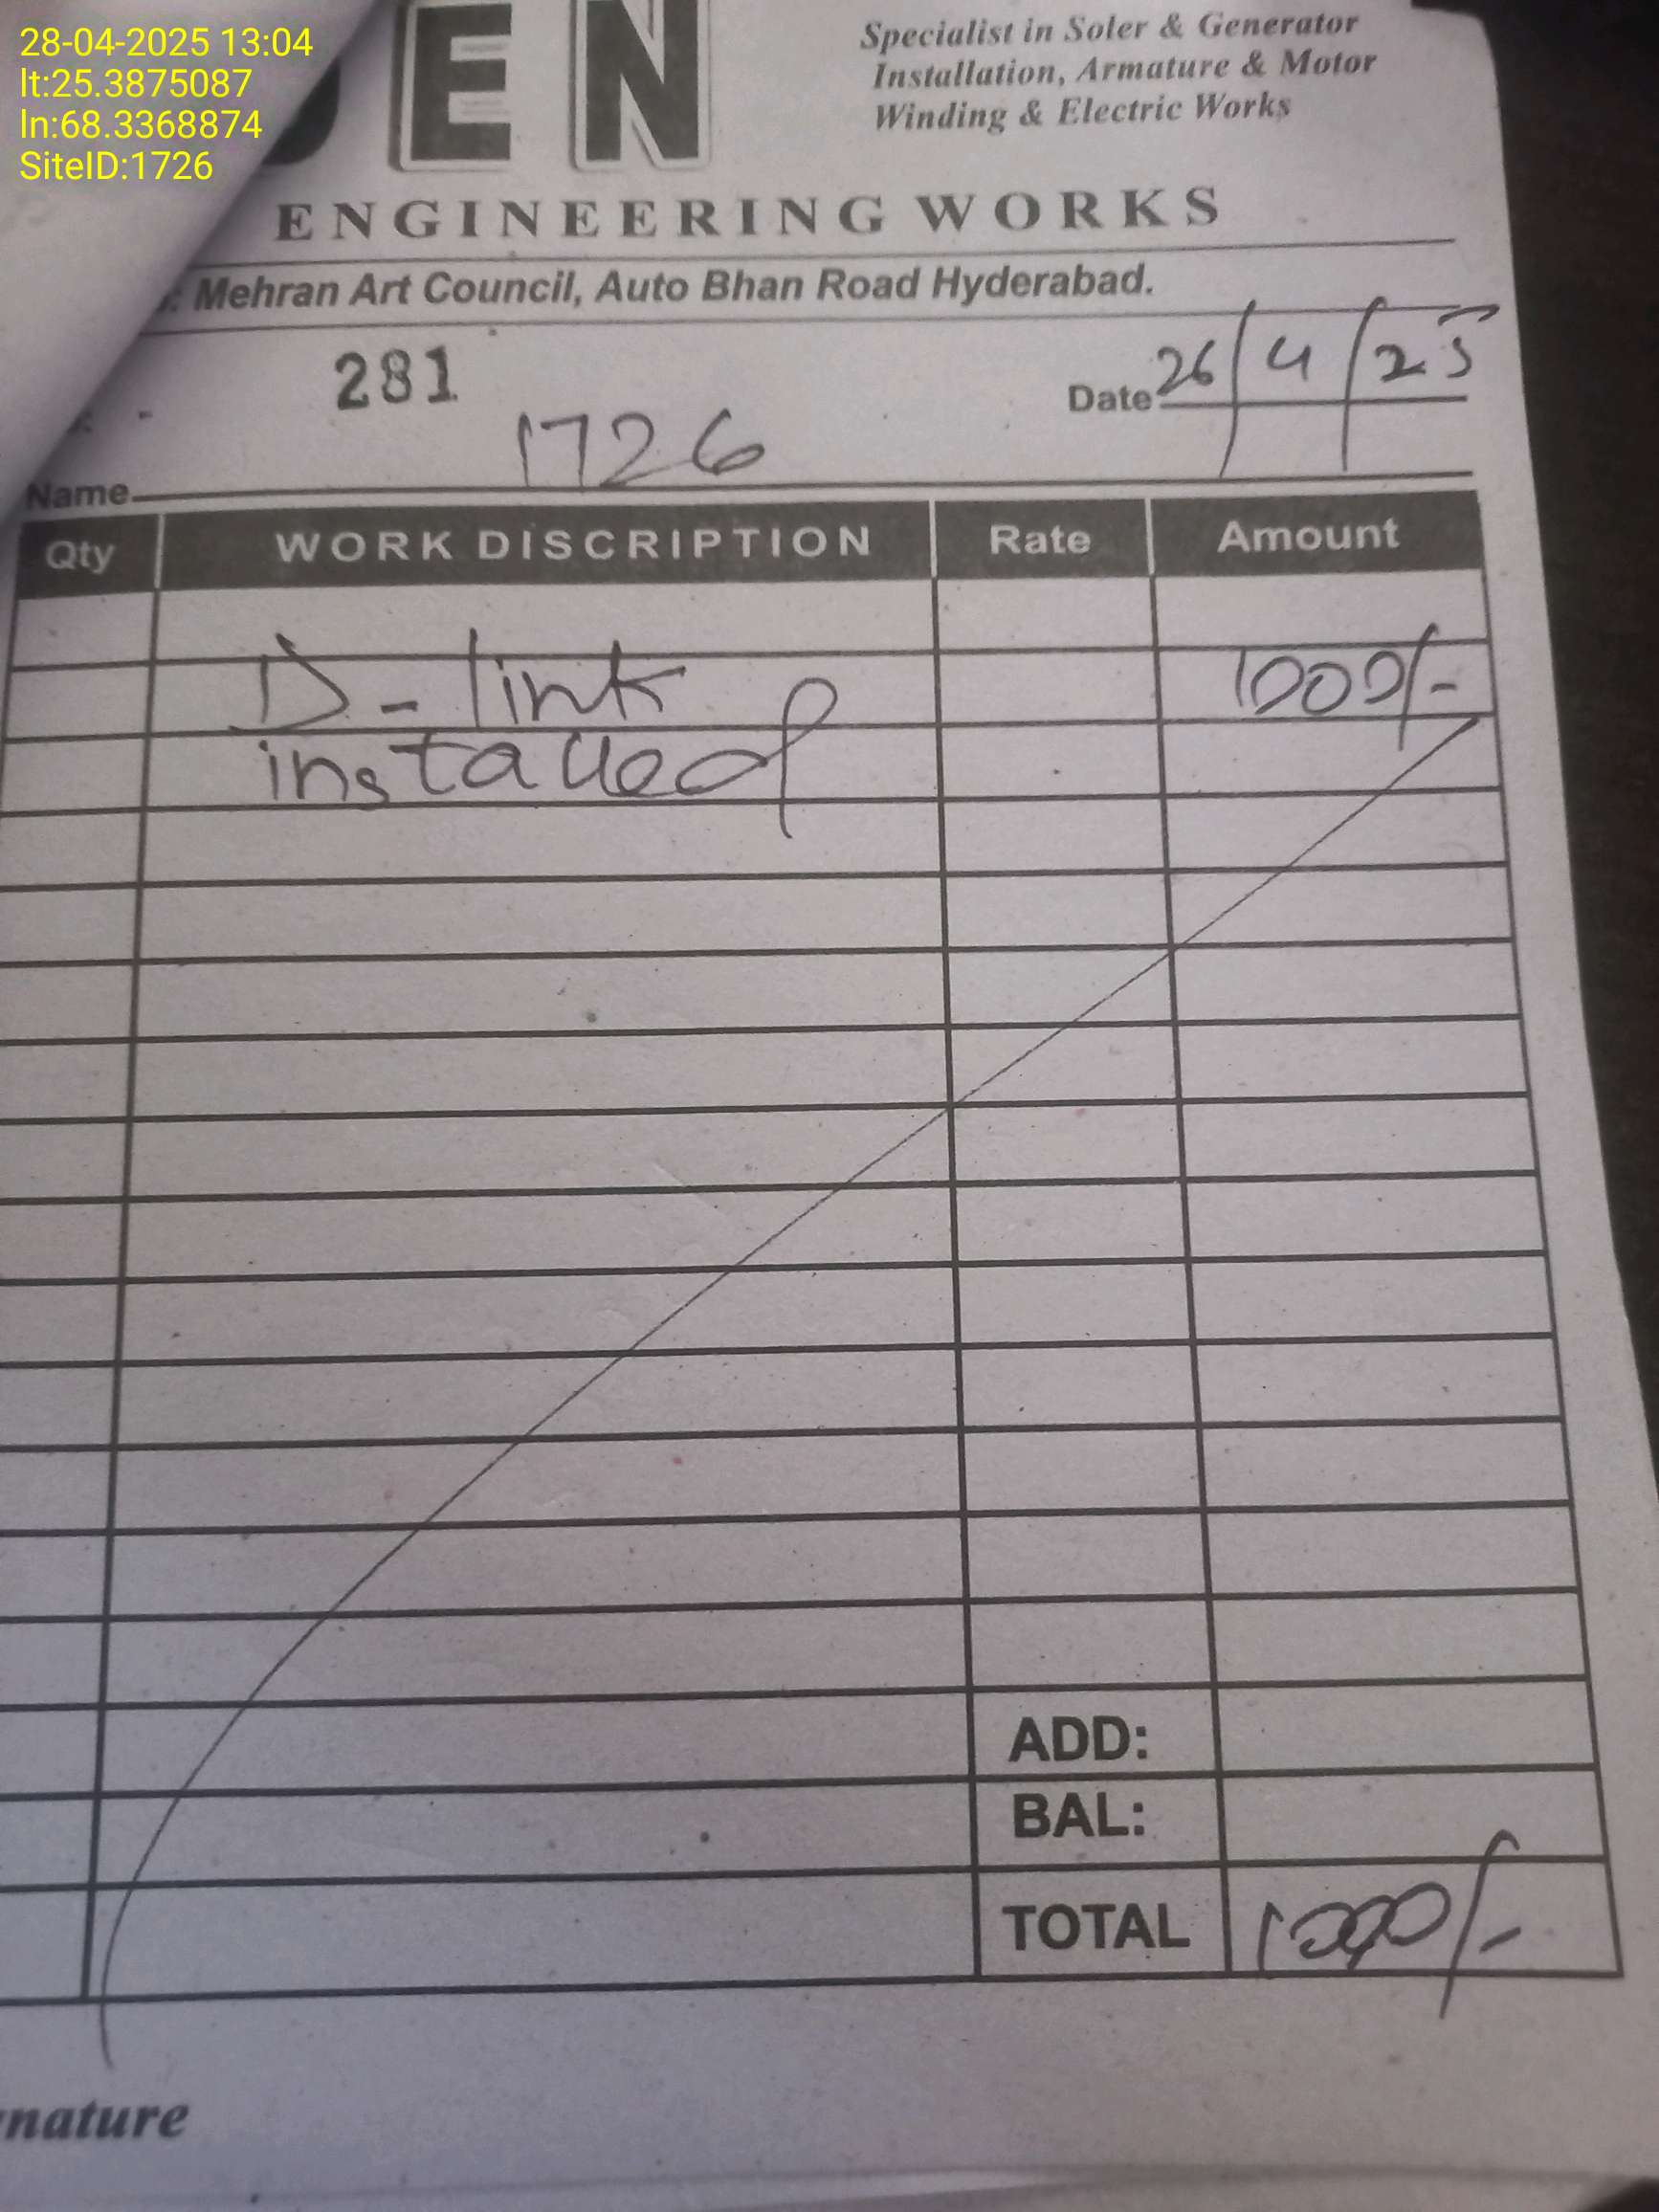 28-04-2025 13:04
lt:25.3875087
ln:68.3368874
SiteID:1726
EN
Specialist in Soler & Generator
Installation, Armature & Motor
Winding & Electric Works
ENGINEERING WORKS
: Mehran Art Council, Auto Bhan Road Hyderabad.
281
Date 26/4/25
Name 1726
Qty WORK DISCRIPTION Rate Amount
D-link 1000/-
installed
ADD:
BAL:
TOTAL 1000/-
nature